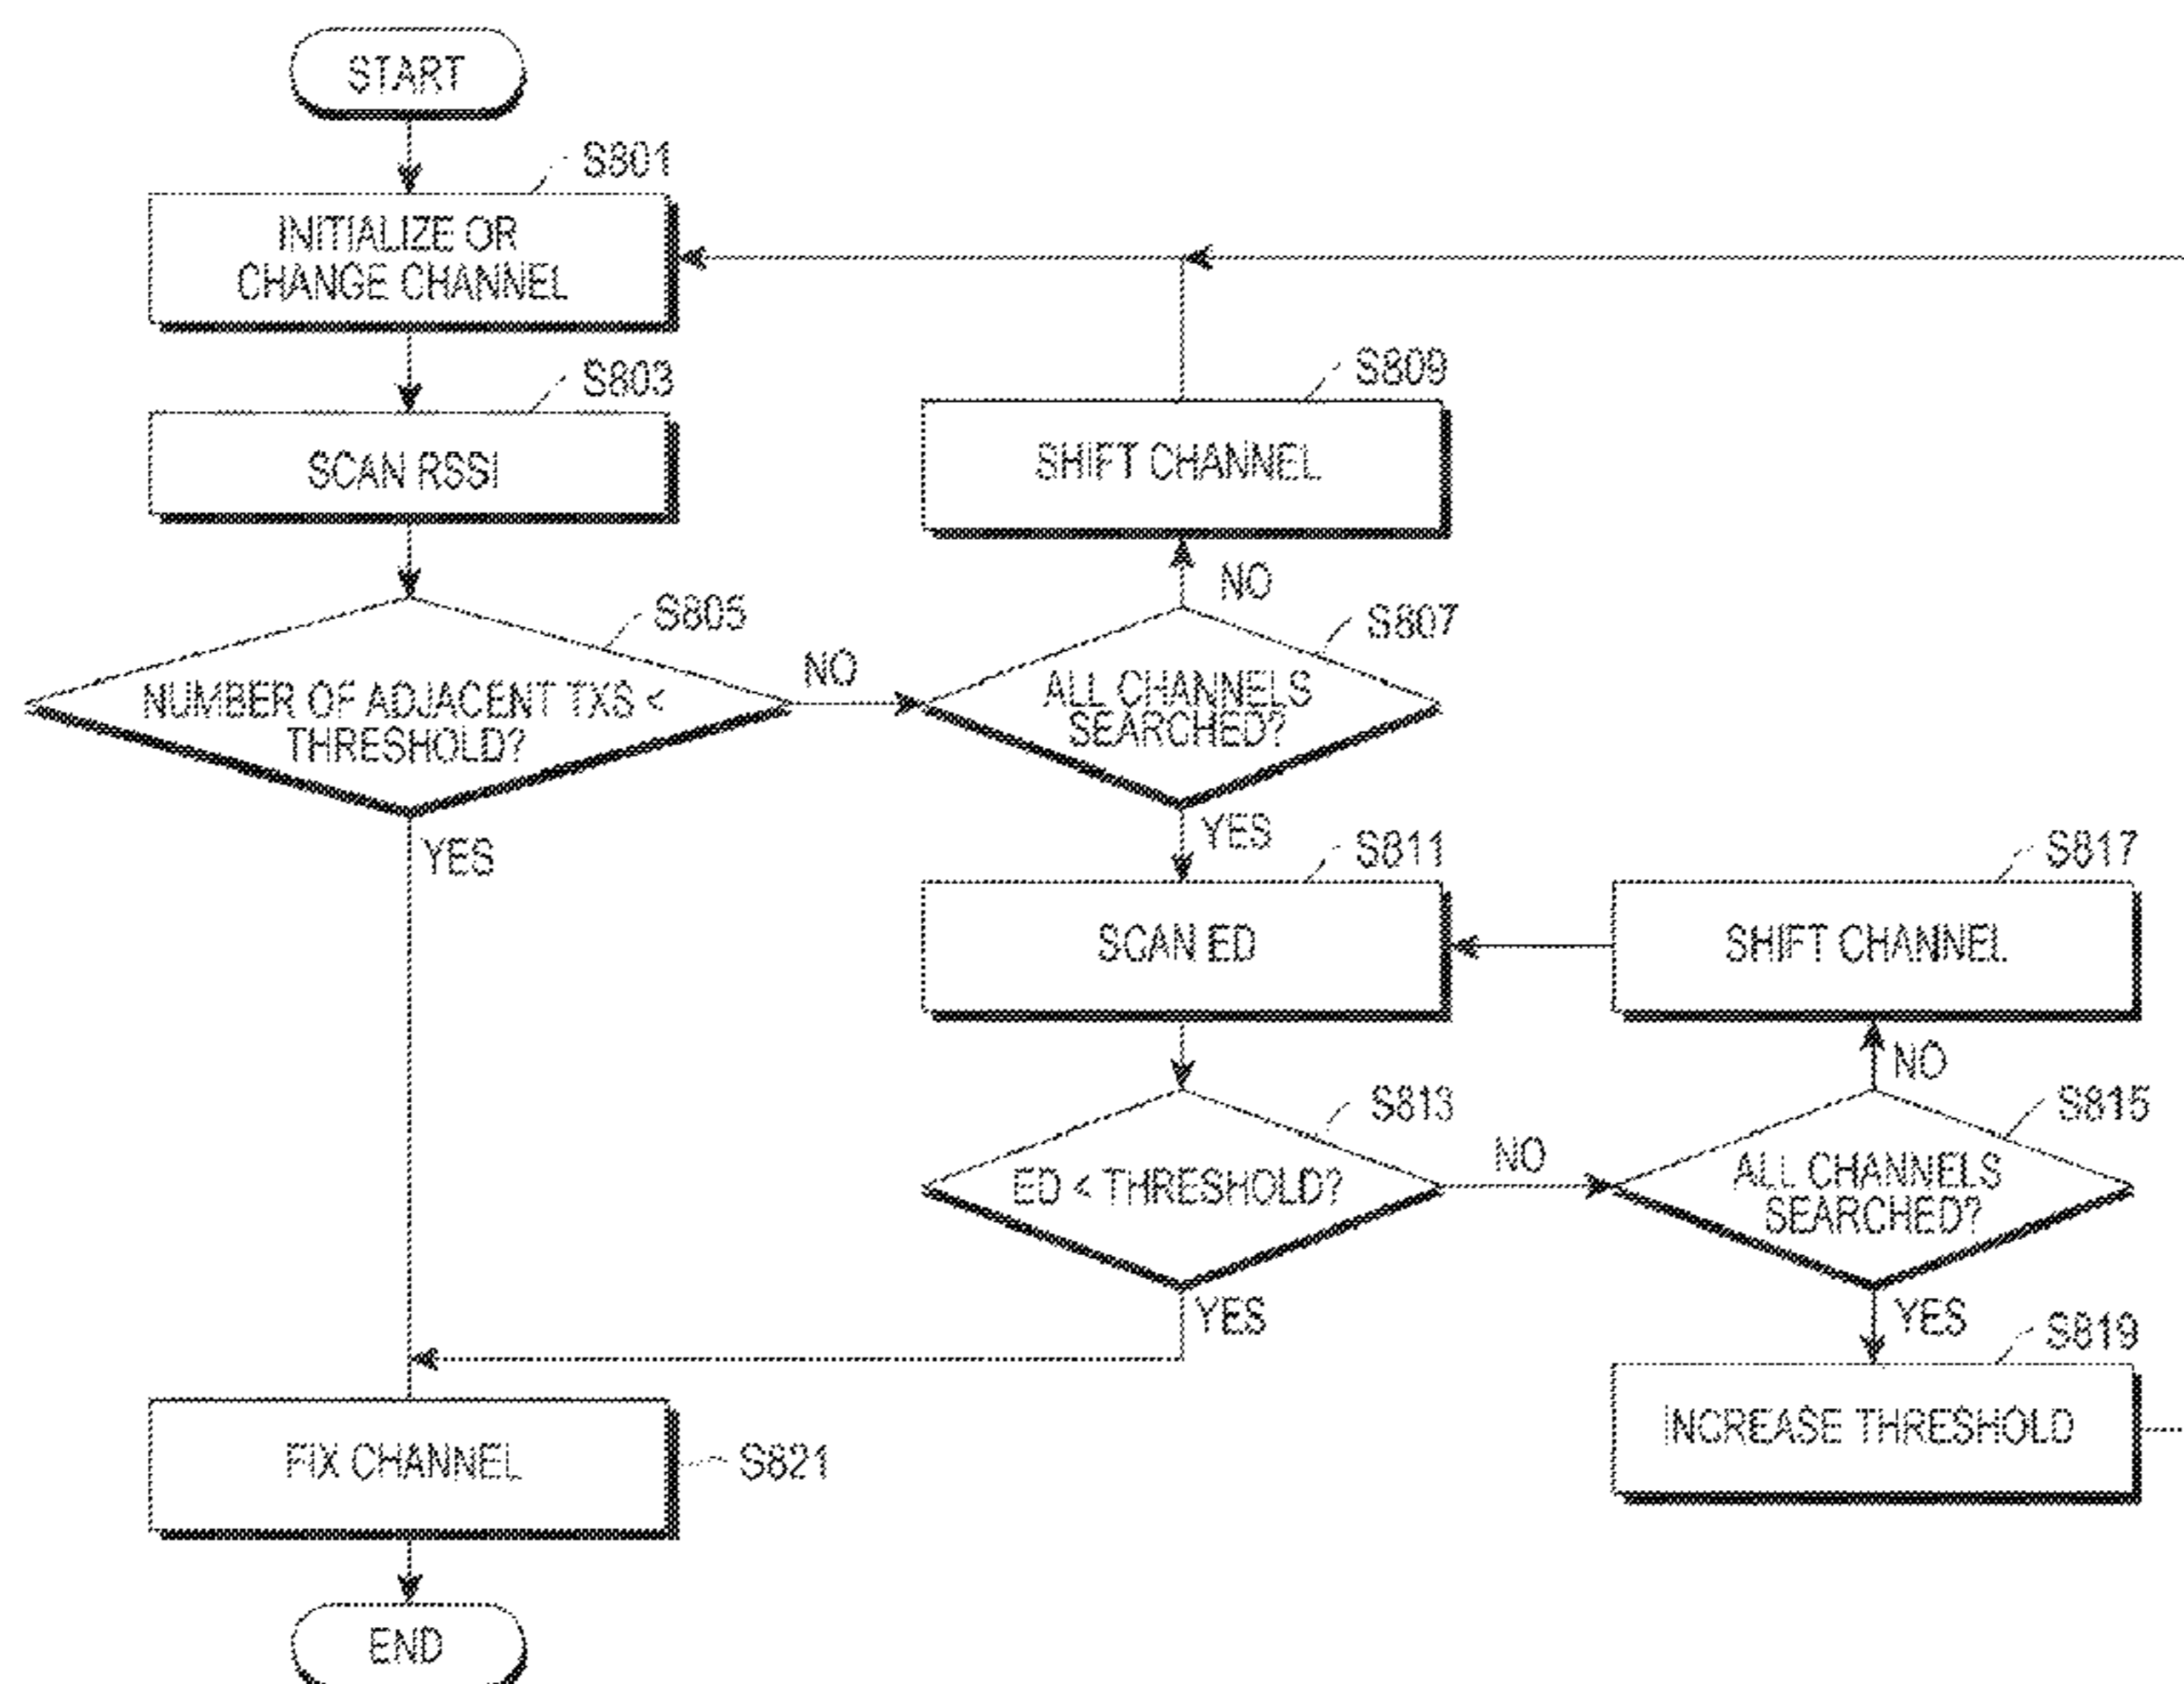 START
S801
INITIALIZE OR
CHANGE CHANNEL
S803
SCAN RSSI
S809
SHIFT CHANNEL
NO
S805
NUMBER OF ADJACENT TXS <
THRESHOLD?
NO
S807
ALL CHANNELS
SEARCHED?
YES
YES
S811
SCAN ED
S817
SHIFT CHANNEL
NO
S813
ED < THRESHOLD?
NO
S815
ALL CHANNELS
SEARCHED?
YES
YES
S819
INCREASE THRESHOLD
FIX CHANNEL
S821
END